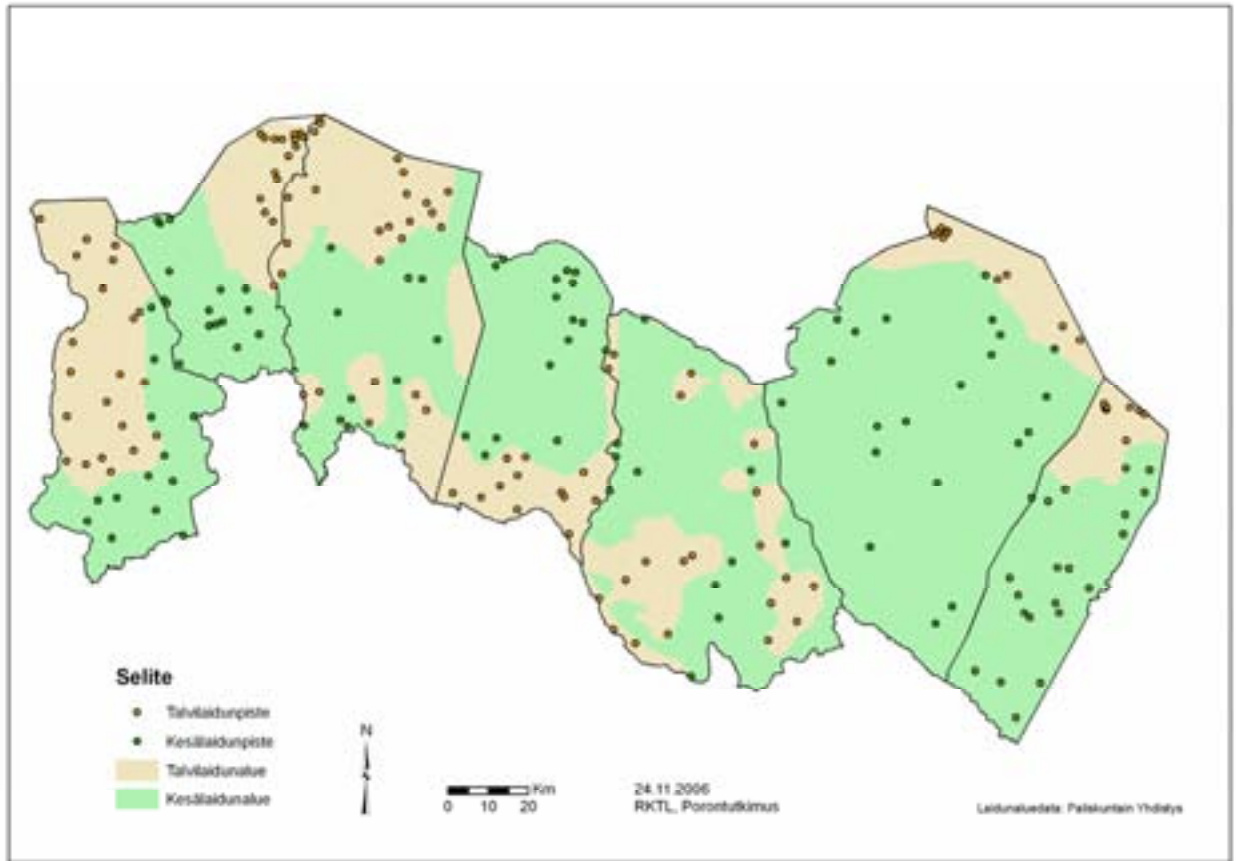 Selite
Talvilaidunpiste
Kesälaidunpiste
Talvilaidunalue
Kesälaidunalue
N
Km
0 10 20
24.11.2006
RKTL, Porontutkimus
Laidunaluedata: Paliskuntain Yhdistys